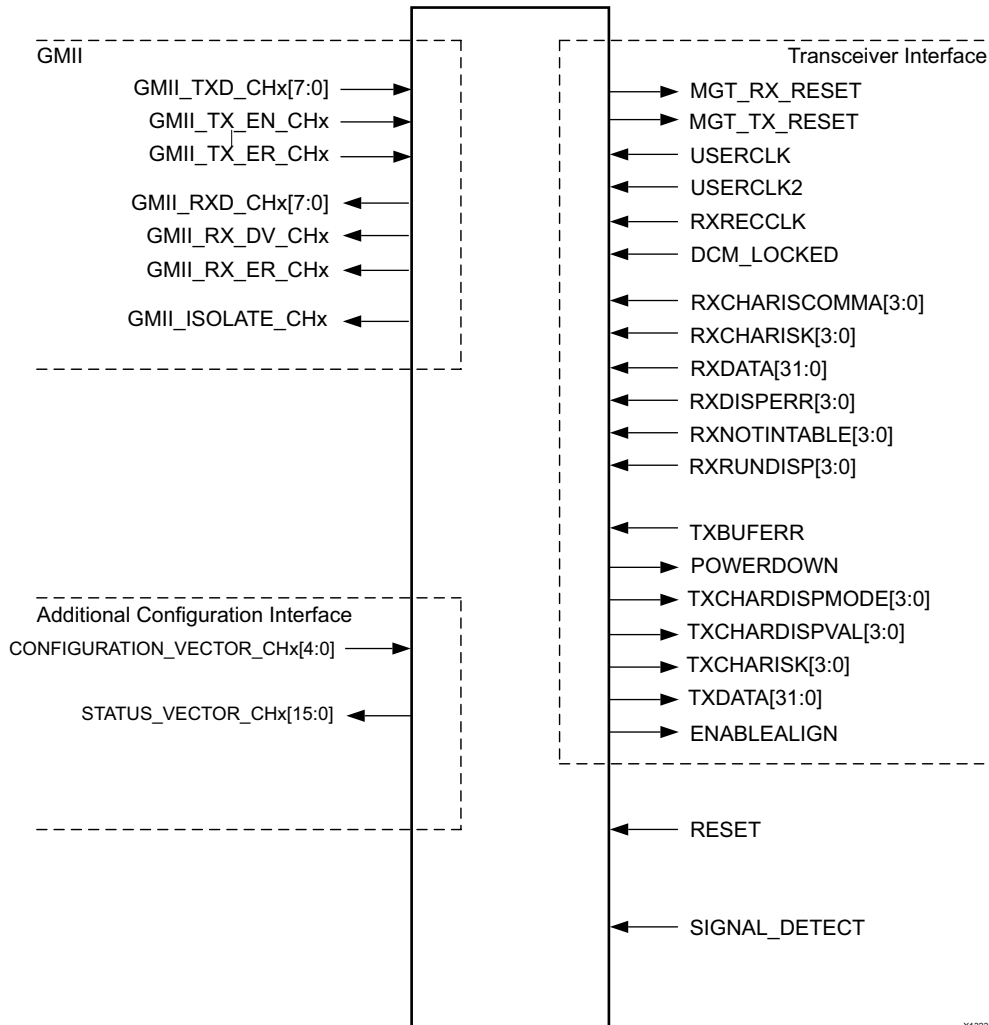 GMII
GMII_TXD_CHx[7:0]
GMII_TX_EN_CHx
GMII_TX_ER_CHx
GMII_RXD_CHx[7:0]
GMII_RX_DV_CHx
GMII_RX_ER_CHx
GMII_ISOLATE_CHx
Additional Configuration Interface
CONFIGURATION_VECTOR_CHx[4:0]
STATUS_VECTOR_CHx[15:0]
Transceiver Interface
MGT_RX_RESET
MGT_TX_RESET
USERCLK
USERCLK2
RXRECCLK
DCM_LOCKED
RXCHARISCOMMA[3:0]
RXCHARISK[3:0]
RXDATA[31:0]
RXDISPERR[3:0]
RXNOTINTABLE[3:0]
RXRUNDISP[3:0]
TXBUFERR
POWERDOWN
TXCHARDISPMODE[3:0]
TXCHARDISPVAL[3:0]
TXCHARISK[3:0]
TXDATA[31:0]
ENABLEALIGN
RESET
SIGNAL_DETECT